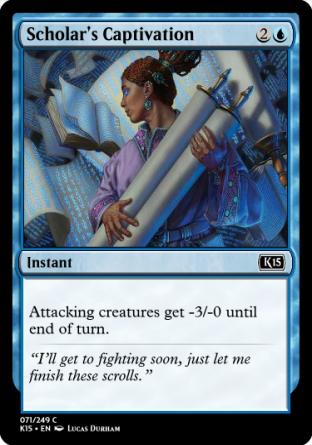 Scholar's Captivation 2
Instant K15
Attacking creatures get -3/-0 until
end of turn.
"I'll get to fighting soon, just let me
finish these scrolls."
071/249 C
K15 • EN Lucas Durham